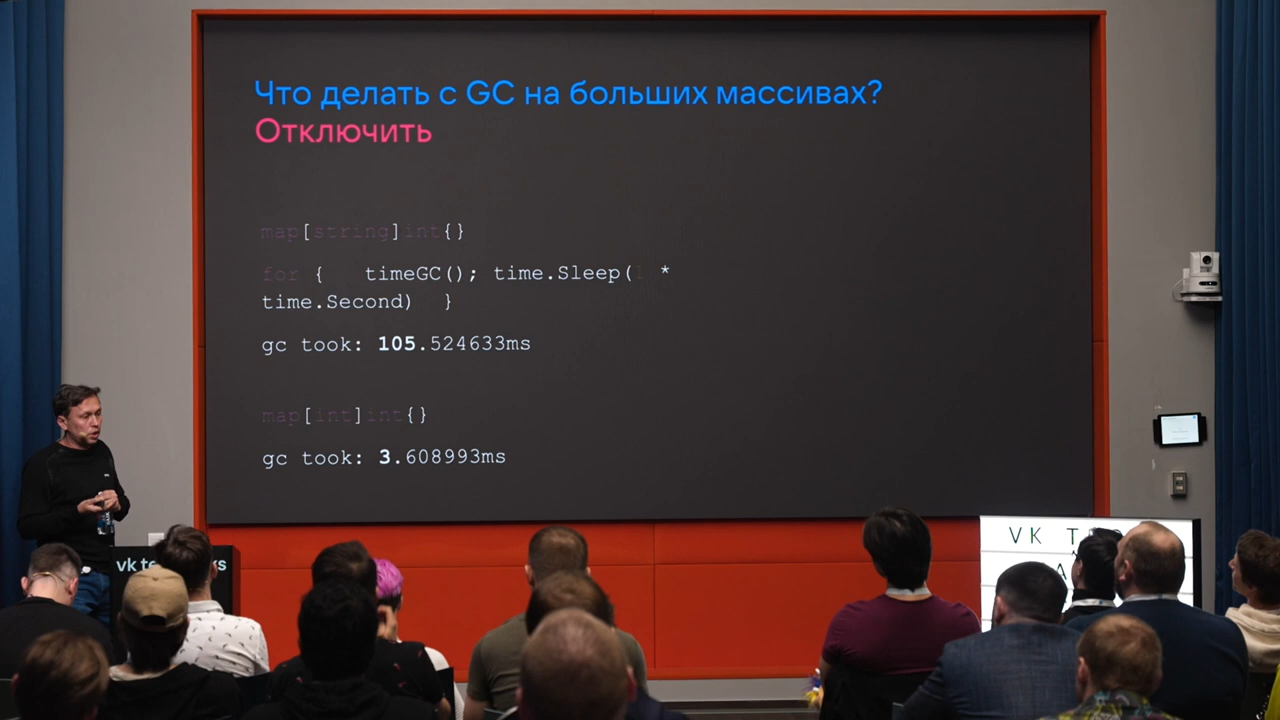 Что делать с GC на больших массивах?
Отключить
map[string]int{}
for {   timeGC(); time.Sleep(1 *
time.Second)  }
gc took: 105.524633ms
map[int]int{}
gc took: 3.608993ms
vk te
ks
VK T